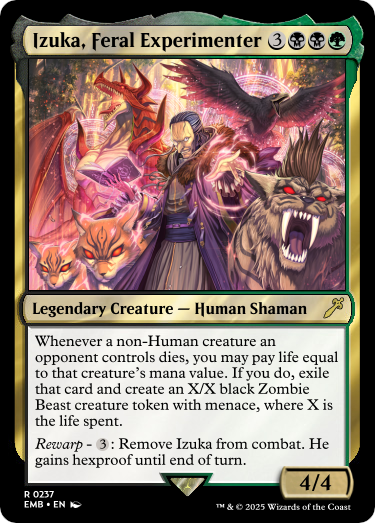 Izuka, Feral Experimenter 3
Legendary Creature — Human Shaman
Whenever a non-Human creature an
opponent controls dies, you may pay life equal
to that creature's mana value. If you do, exile
that card and create an X/X black Zombie
Beast creature token with menace, where X is
the life spent.
Rewarp - 3: Remove Izuka from combat. He
gains hexproof until end of turn.
4/4
R 0237
EMB • EN
™ & © 2025 Wizards of the Coast